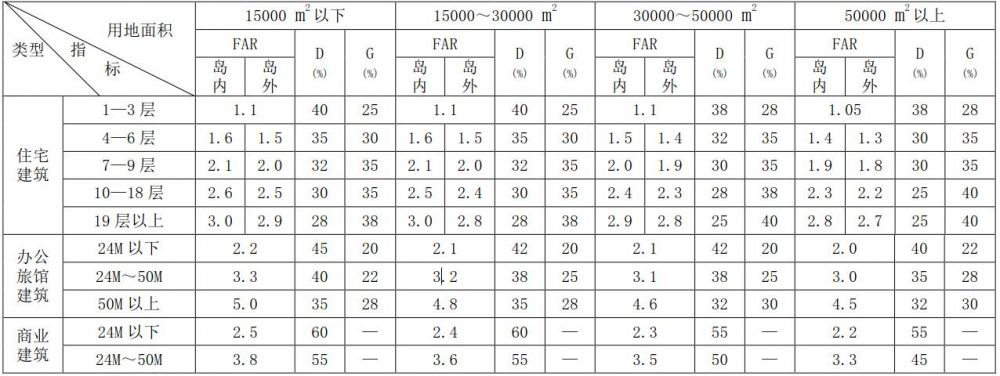 用地面积 15000 m²以下 15000～30000 m² 30000～50000 m² 50000 m²以上
类型 指标 FAR D (%) G (%) FAR D (%) G (%) FAR D (%) G (%) FAR D (%) G (%)
岛内 岛外 岛内 岛外 岛内 岛外 岛内 岛外
住宅建筑 1—3 层 1.1 40 25 1.1 40 25 1.1 38 28 1.05 38 28
4—6 层 1.6 1.5 35 30 1.6 1.5 35 30 1.5 1.4 32 35 1.4 1.3 30 35
7—9 层 2.1 2.0 32 35 2.1 2.0 32 35 2.0 1.9 30 35 1.9 1.8 30 35
10—18 层 2.6 2.5 30 35 2.5 2.4 30 35 2.4 2.3 28 38 2.3 2.2 25 40
19 层以上 3.0 2.9 28 38 3.0 2.8 28 38 2.9 2.8 25 40 2.8 2.7 25 40
办公旅馆建筑 24M 以下 2.2 45 20 2.1 42 20 2.1 42 20 2.0 40 22
24M～50M 3.3 40 22 3.2 38 25 3.1 38 25 3.0 35 28
50M 以上 5.0 35 28 4.8 35 28 4.6 32 30 4.5 32 30
商业建筑 24M 以下 2.5 60 — 2.4 60 — 2.3 55 — 2.2 55 —
24M～50M 3.8 55 — 3.6 55 — 3.5 50 — 3.3 45 —